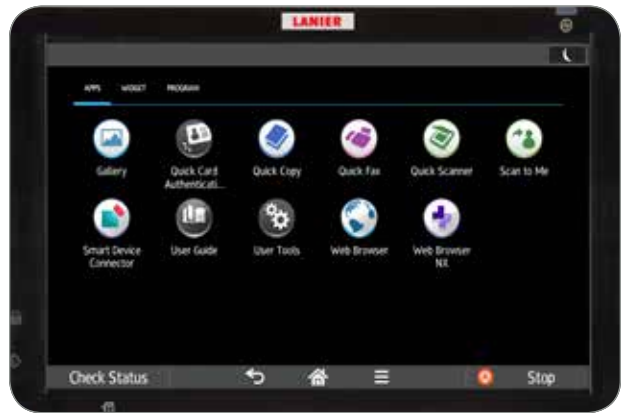 LANIER
APPS WIDGET PROGRAM
Gallery
Quick Card
Authenticati...
Quick Copy
Quick Fax
Quick Scanner
Scan to Me
Smart Device
Connector
User Guide
User Tools
Web Browser
Web Browser
NX
Check Status
Stop